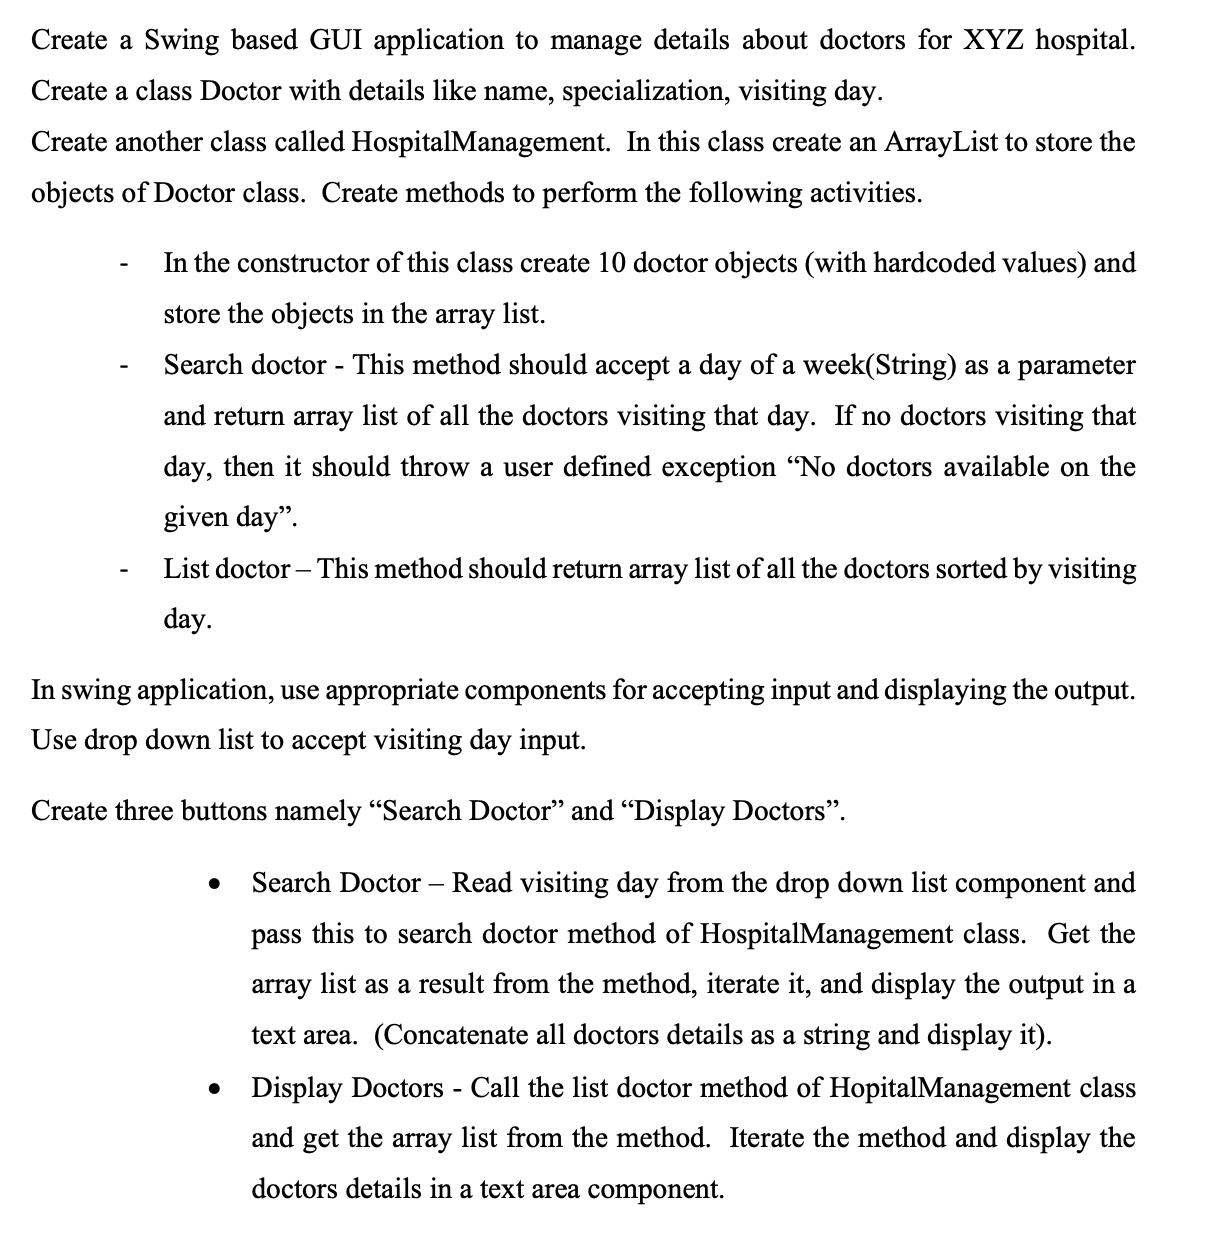 Create a Swing based GUI application to manage details about doctors for XYZ hospital.
Create a class Doctor with details like name, specialization, visiting day.
Create another class called HospitalManagement.  In this class create an ArrayList to store the
objects of Doctor class.  Create methods to perform the following activities.
- In the constructor of this class create 10 doctor objects (with hardcoded values) and
store the objects in the array list.
- Search doctor - This method should accept a day of a week(String) as a parameter
and return array list of all the doctors visiting that day.  If no doctors visiting that
day, then it should throw a user defined exception “No doctors available on the
given day”.
- List doctor – This method should return array list of all the doctors sorted by visiting
day.
In swing application, use appropriate components for accepting input and displaying the output.
Use drop down list to accept visiting day input.
Create three buttons namely “Search Doctor” and “Display Doctors”.
• Search Doctor – Read visiting day from the drop down list component and
pass this to search doctor method of HospitalManagement class.  Get the
array list as a result from the method, iterate it, and display the output in a
text area.  (Concatenate all doctors details as a string and display it).
• Display Doctors - Call the list doctor method of HopitalManagement class
and get the array list from the method.  Iterate the method and display the
doctors details in a text area component.